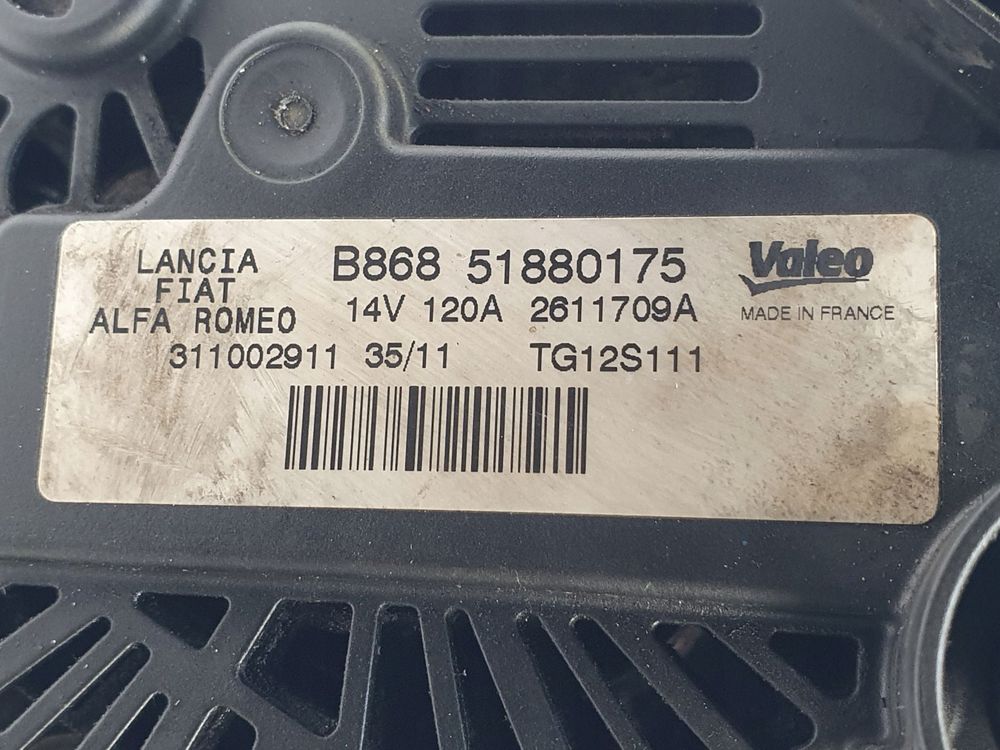 LANCIA
FIAT
ALFA ROMEO
B868 51880175
14V 120A 2611709A
311002911 35/11 TG12S111
Valeo
MADE IN FRANCE